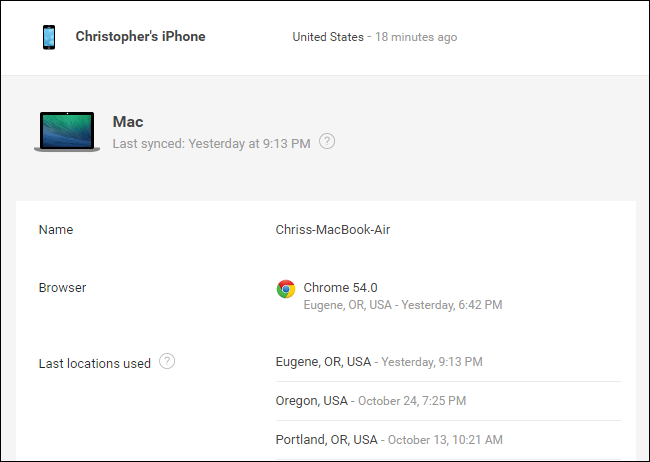 Christopher's iPhone United States - 18 minutes ago
Mac
Last synced: Yesterday at 9:13 PM ?
Name Chriss-MacBook-Air
Browser Chrome 54.0
Eugene, OR, USA - Yesterday, 6:42 PM
Last locations used ? Eugene, OR, USA - Yesterday, 9:13 PM
Oregon, USA - October 24, 7:25 PM
Portland, OR, USA - October 13, 10:21 AM